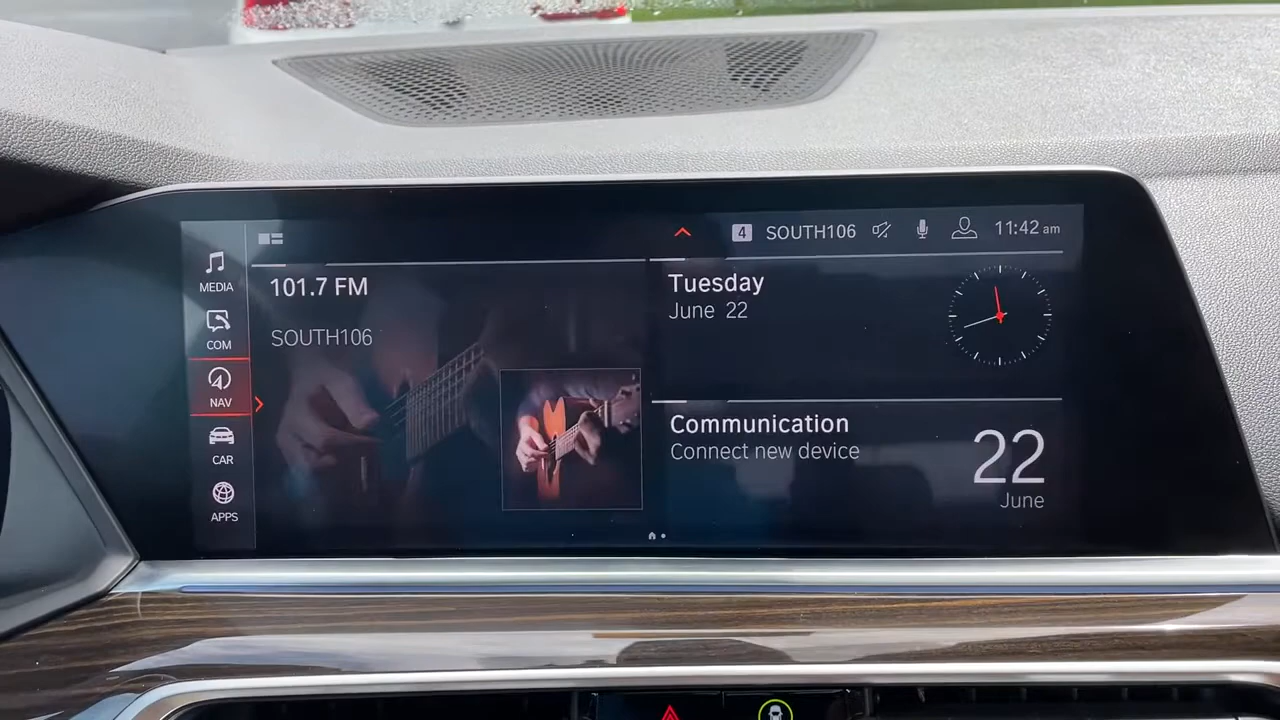 4 SOUTH106 11:42 am
MEDIA
COM
NAV
CAR
APPS
101.7 FM
SOUTH106
Tuesday
June 22
Communication
Connect new device
22
June